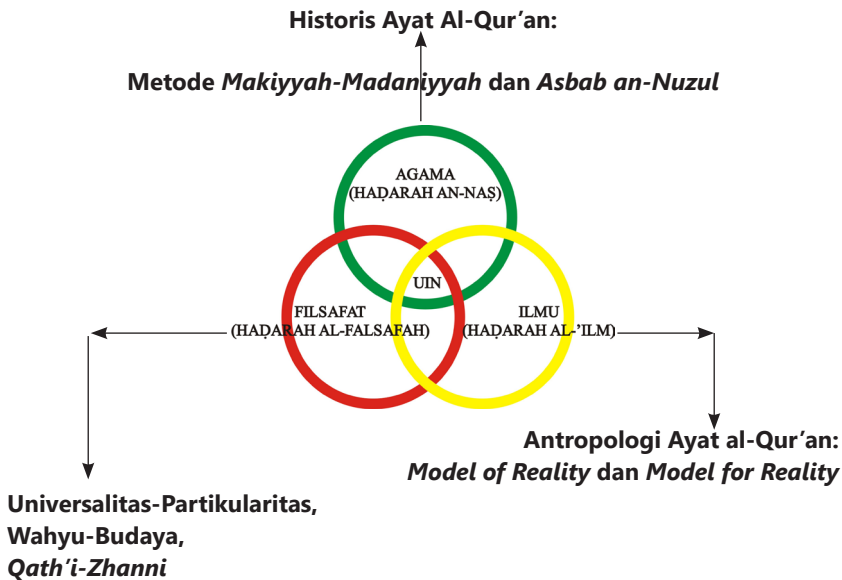 Historis Ayat Al-Qur’an:
Metode Makiyyah-Madaniyyah dan Asbab an-Nuzul
AGAMA
(HAḌARAH AN-NAṢ)
UIN
FILSAFAT
(HAḌARAH AL-FALSAFAH)
ILMU
(HAḌARAH AL-’ILM)
Antropologi Ayat al-Qur’an:
Model of Reality dan Model for Reality
Universalitas-Partikularitas,
Wahyu-Budaya,
Qath’i-Zhanni